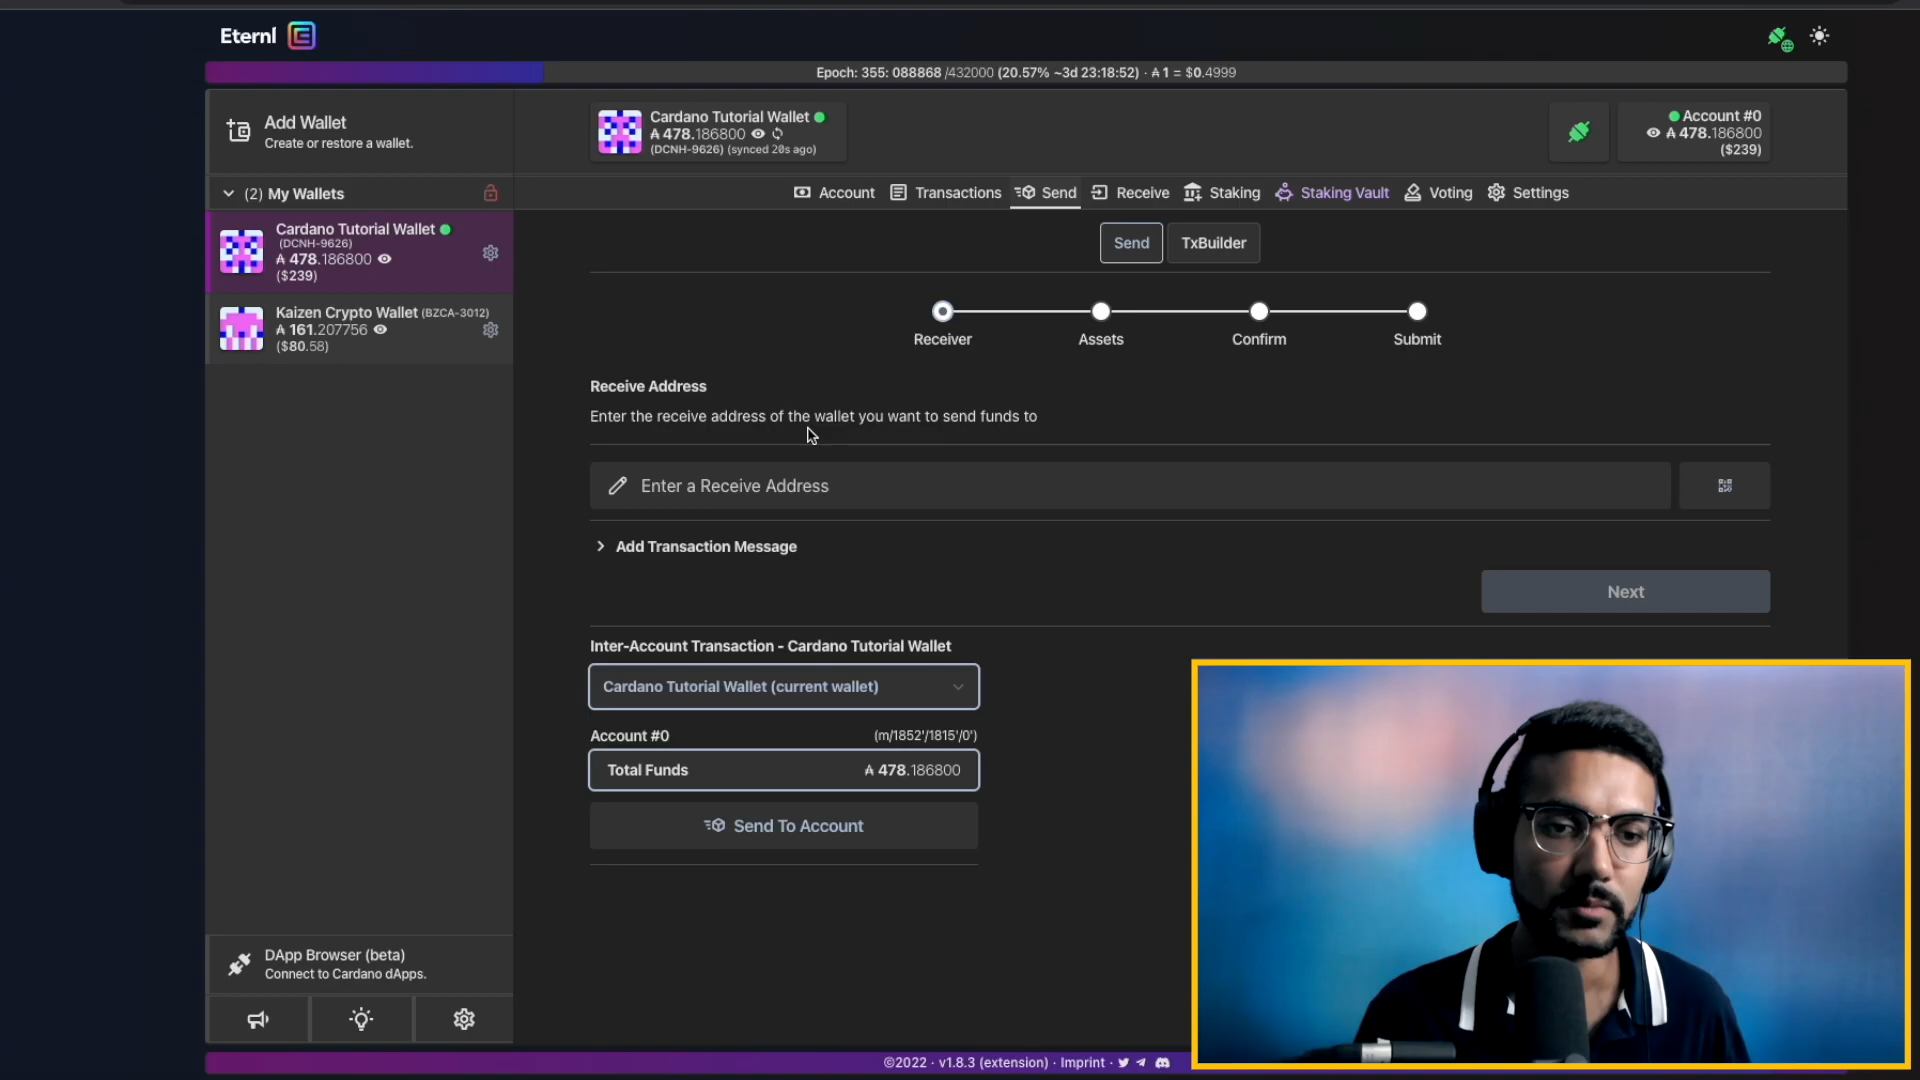 Eternl
Epoch: 355: 088868 /432000 (20.57% ~3d 23:18:52) · ₳ 1 = $0.4999
Add Wallet
Create or restore a wallet.
Cardano Tutorial Wallet
₳ 478.186800
(DCNH-9626) (synced 20s ago)
Account #0
₳ 478.186800
($239)
(2) My Wallets
Account Transactions Send Receive Staking Staking Vault Voting Settings
Cardano Tutorial Wallet
(DCNH-9626)
₳ 478.186800
($239)
Kaizen Crypto Wallet (BZCA-3012)
₳ 161.207756
($80.58)
Send TxBuilder
Receiver Assets Confirm Submit
Receive Address
Enter the receive address of the wallet you want to send funds to
Enter a Receive Address
Add Transaction Message
Next
Inter-Account Transaction - Cardano Tutorial Wallet
Cardano Tutorial Wallet (current wallet)
Account #0 (m/1852'/1815'/0')
Total Funds ₳ 478.186800
Send To Account
DApp Browser (beta)
Connect to Cardano dApps.
©2022 · v1.8.3 (extension) · Imprint ·